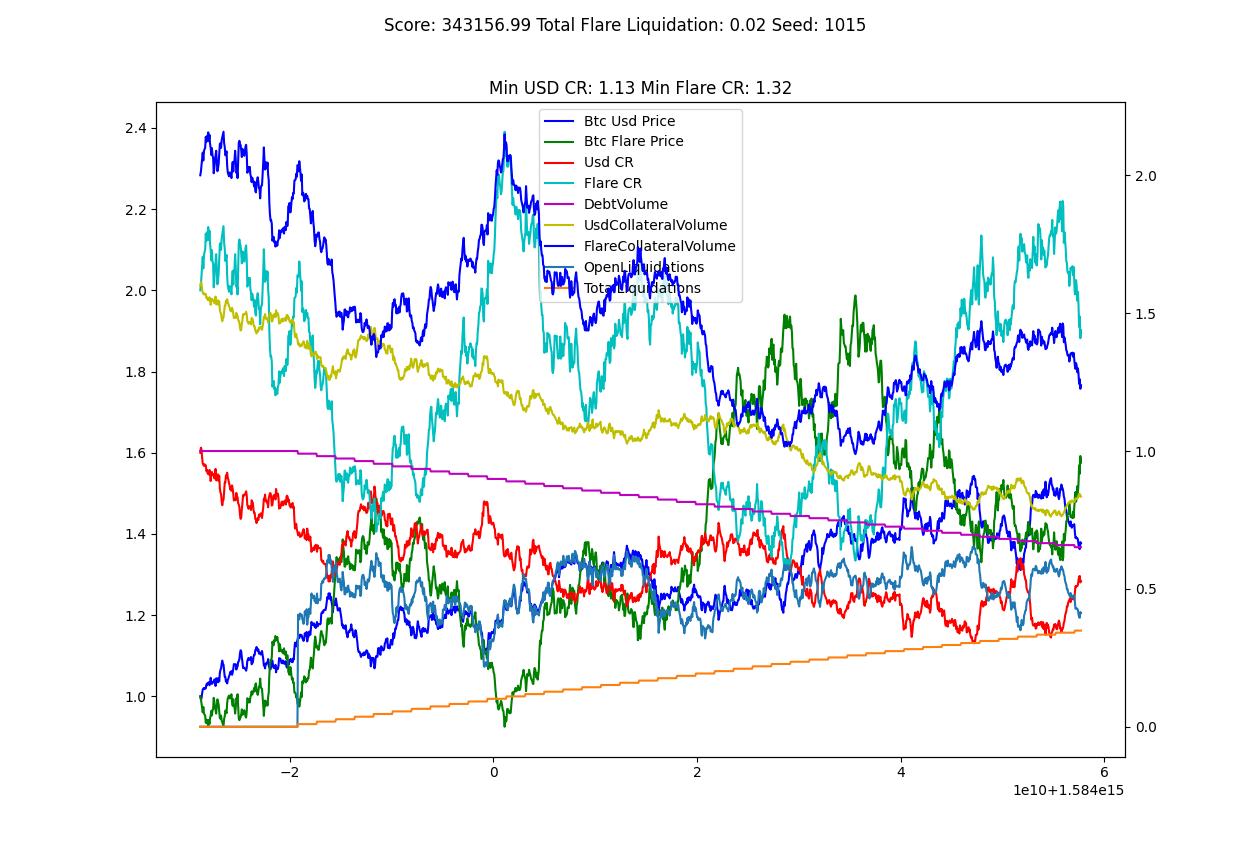 Score: 343156.99 Total Flare Liquidation: 0.02 Seed: 1015
Min USD CR: 1.13 Min Flare CR: 1.32
Btc Usd Price
Btc Flare Price
Usd CR
Flare CR
DebtVolume
UsdCollateralVolume
FlareCollateralVolume
OpenLiquidations
TotalLiquidations
2.4
2.2
2.0
1.8
1.6
1.4
1.2
1.0
2.0
1.5
1.0
0.5
0.0
−2
0
2
4
6
1e10+1.584e15